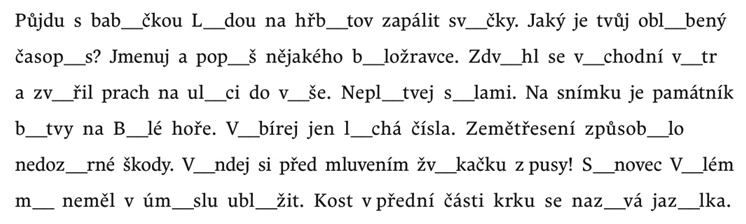 Půjdu s bab__čkou L__dou na hřb__tov zapálit sv__čky. Jaký je tvůj obl__bený
časop__s? Jmenuj a pop__š nějakého b__ložravce. Zdv__hl se v__chodní v__tr
a zv__řil prach na ul__ci do v__še. Nepl__tvej s__lami. Na snímku je památník
b__tvy na B__lé hoře. V__bírej jen l__chá čísla. Zemětřesení způsob__lo
nedoz__rné škody. V__ndej si před mluvením žv__kačku z pusy! S__novec V__lém
m__ neměl v úm__slu ubl__žit. Kost v přední části krku se naz__vá jaz__lka.